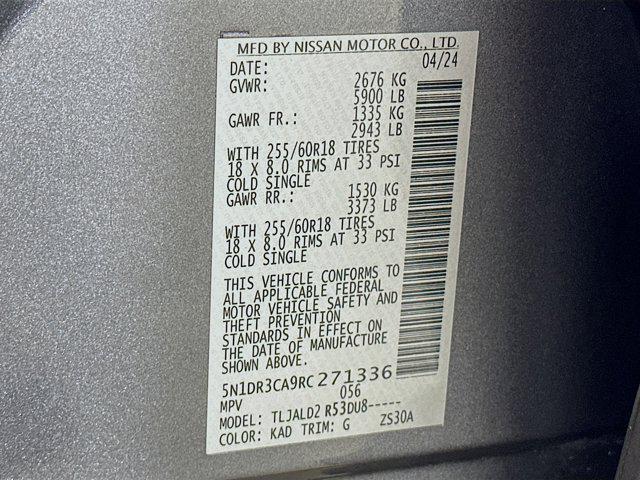 MFD BY NISSAN MOTOR CO., LTD.
DATE: 04/24
GVWR: 2676 KG
5900 LB
GAWR FR.: 1335 KG
2943 LB
WITH 255/60R18 TIRES
18 X 8.0 RIMS AT 33 PSI
COLD SINGLE
GAWR RR.: 1530 KG
3373 LB
WITH 255/60R18 TIRES
18 X 8.0 RIMS AT 33 PSI
COLD SINGLE
THIS VEHICLE CONFORMS TO
ALL APPLICABLE FEDERAL
MOTOR VEHICLE SAFETY AND
THEFT PREVENTION
STANDARDS IN EFFECT ON
THE DATE OF MANUFACTURE
SHOWN ABOVE.
5N1DR3CA9RC271336
MPV 056
MODEL: TLJALD2 R53DU8-----
COLOR: KAD TRIM: G ZS30A